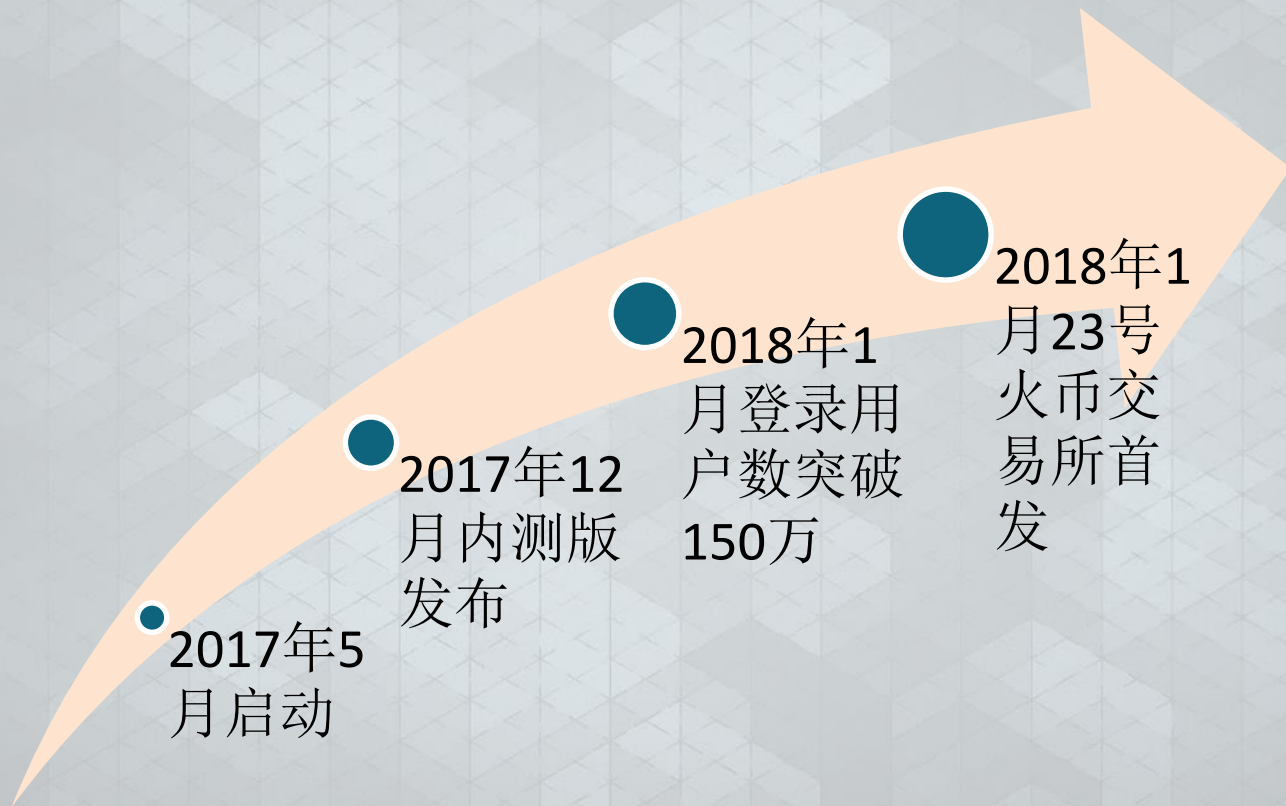 2017年5
月启动
2017年12
月内测版
发布
2018年1
月登录用
户数突破
150万
2018年1
月23号
火币交
易所首
发